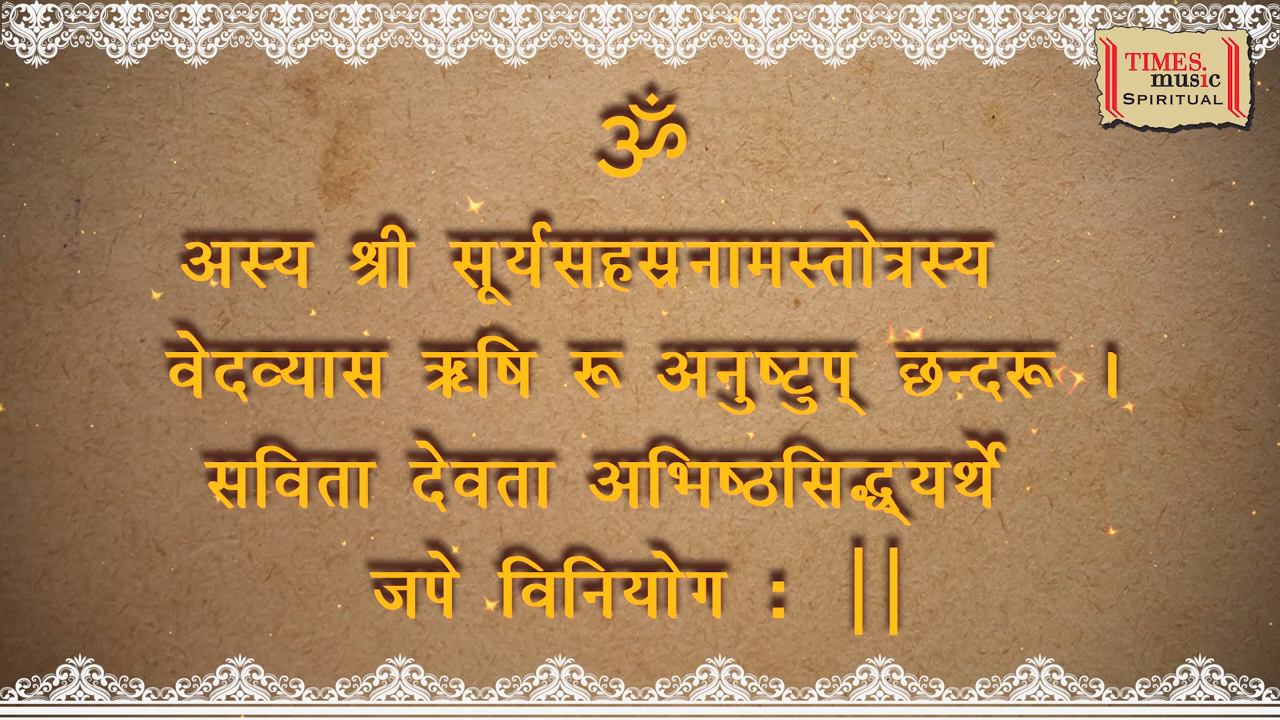 TIMES.
music
SPIRITUAL
ॐ
अस्य श्री सूर्यसहस्रनामस्तोत्रस्य
वेदव्यास ऋषि रू अनुष्टुप् छन्दरू ।
सविता देवता अभिष्ठसिद्ध्यर्थे
जपे विनियोग : ||